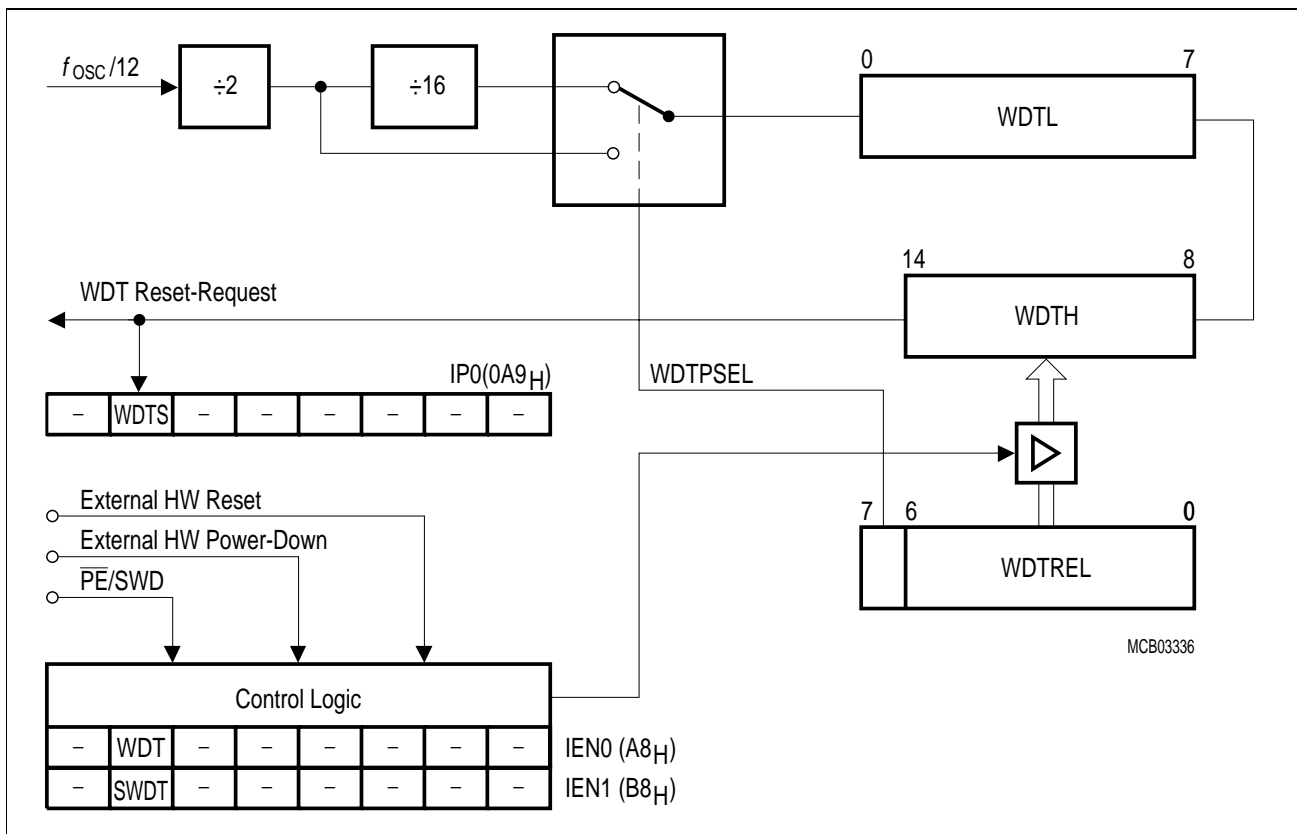 fOSC/12
÷2
÷16
0 7
WDTL
14 8
WDTH
WDT Reset-Request
IP0(0A9H)
– WDTS – – – – – –
WDTPSEL
External HW Reset
External HW Power-Down
PE/SWD
7 6 0
WDTREL
MCB03336
Control Logic
– WDT – – – – – – IEN0 (A8H)
– SWDT – – – – – – IEN1 (B8H)